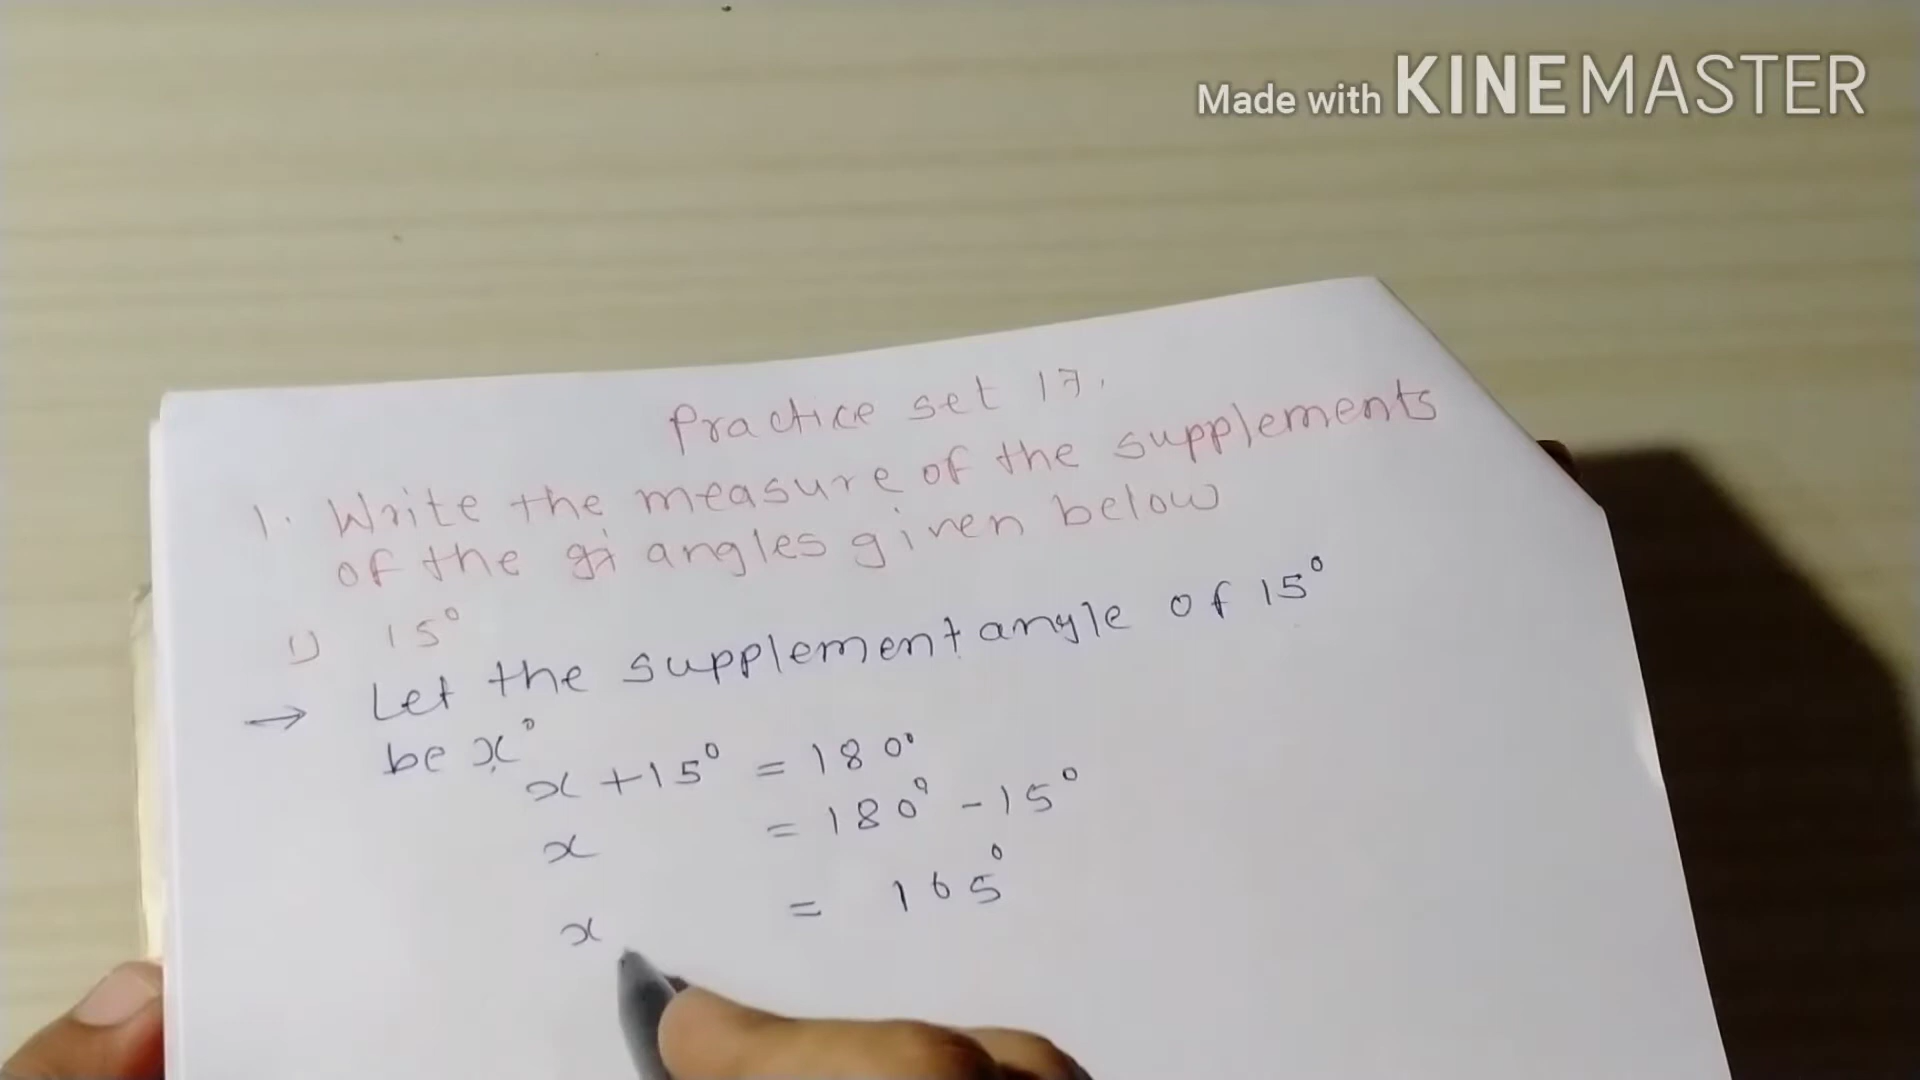 Made with KINEMASTER
Practice set 17.
1. Write the measure of the supplements
of the gi angles given below
1) 15°
→ Let the supplement angle of 15°
be x°
x + 15° = 180°
x = 180° - 15°
x = 165°